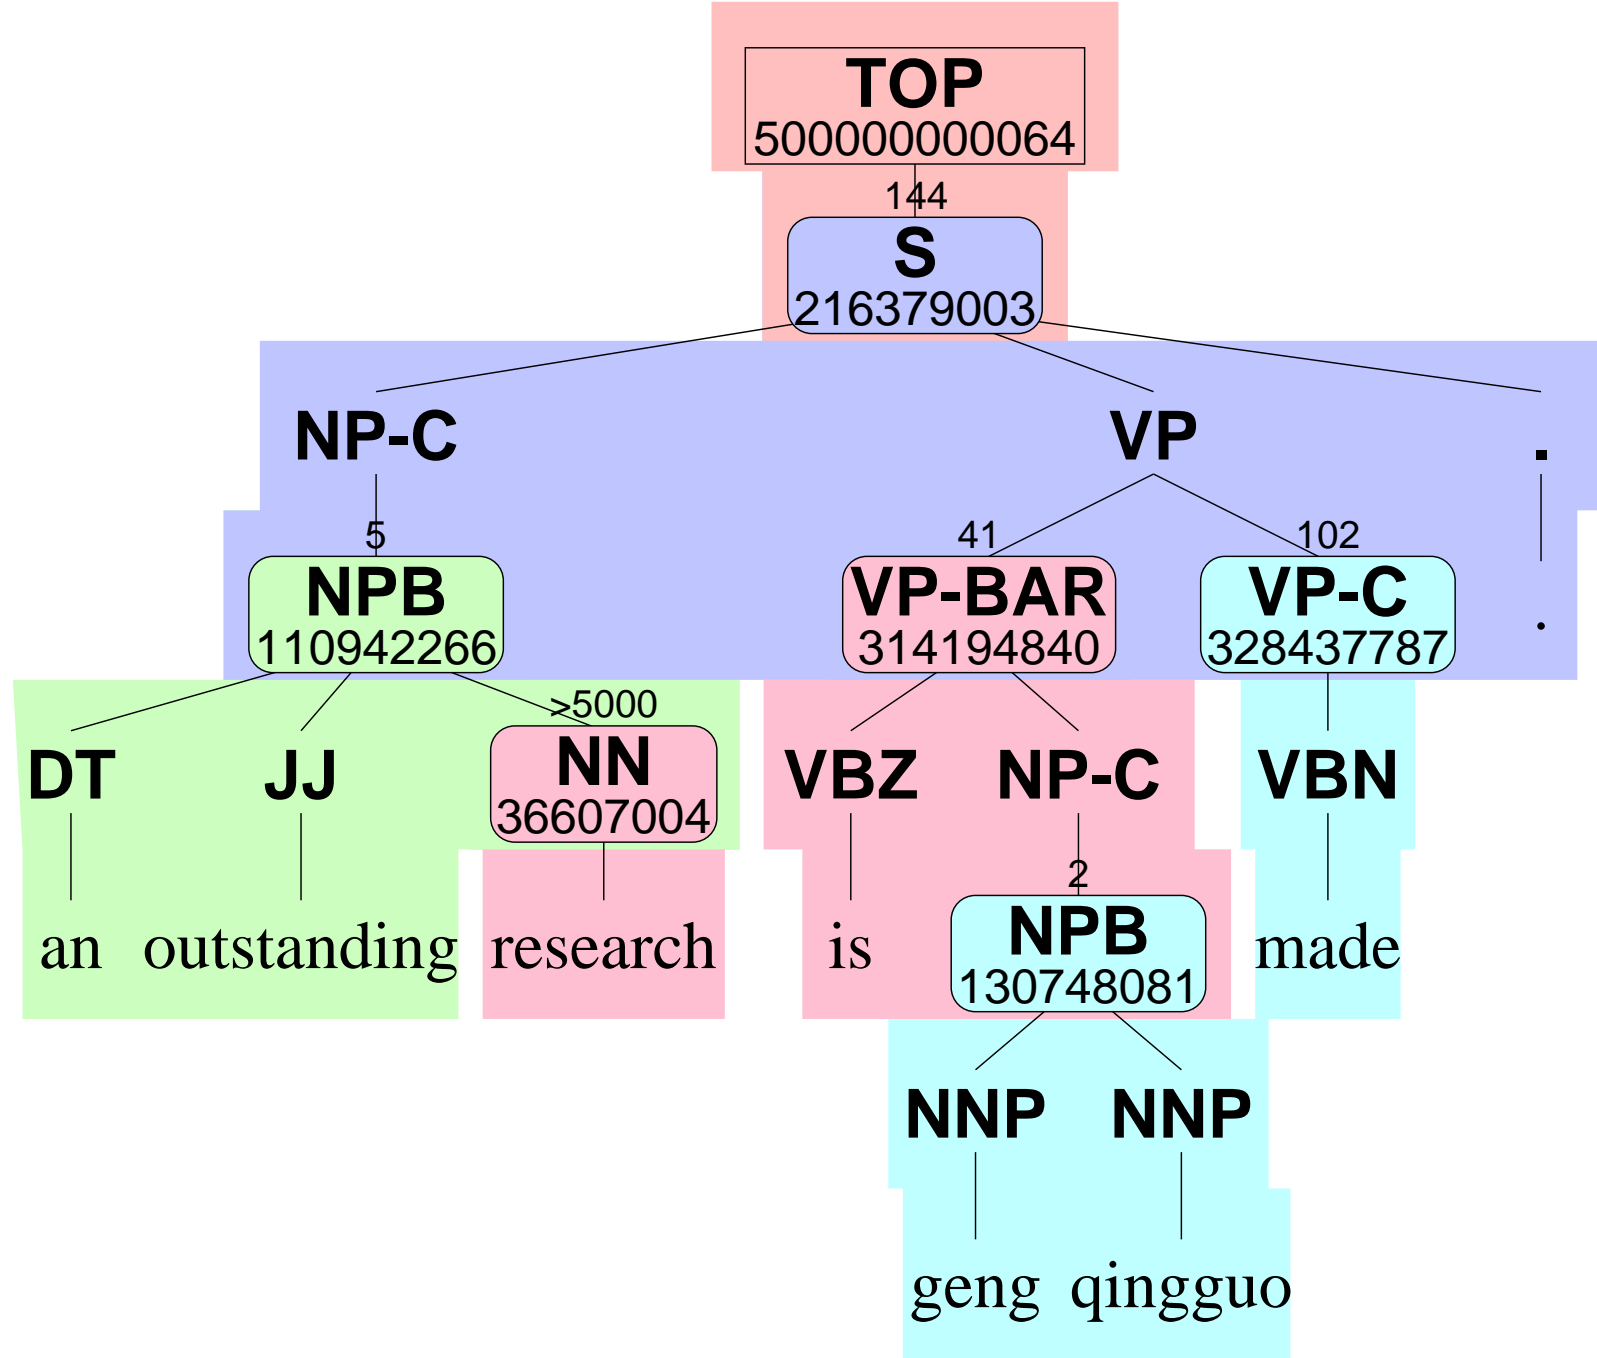 TOP
500000000064
144
S
216379003
NP-C VP .
5 41 102
NPB VP-BAR VP-C .
110942266 314194840 328437787
>5000
DT JJ NN VBZ NP-C VBN
36607004
2
an outstanding research is NPB made
130748081
NNP NNP
geng qingguo